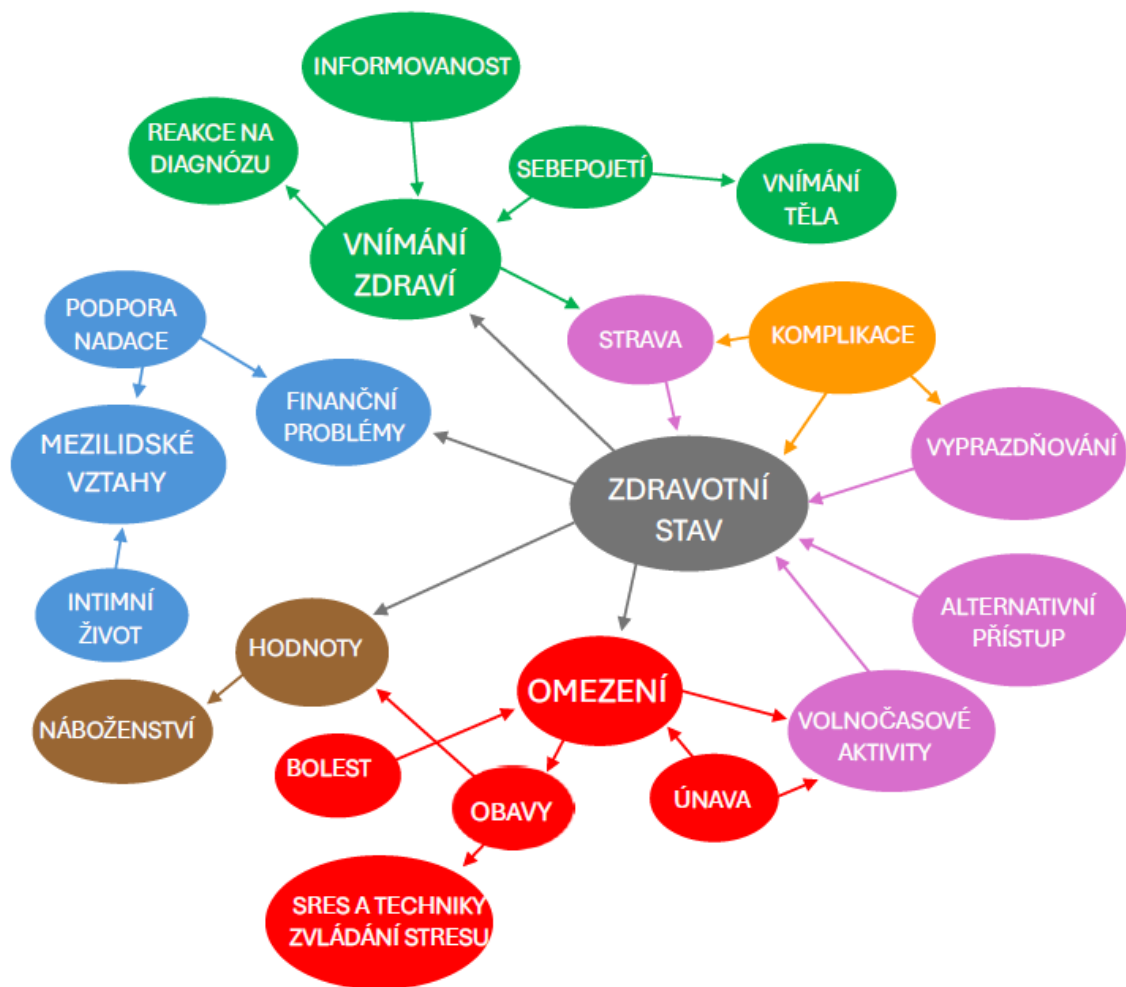 INFORMOVANOST
REAKCE NA
DIAGNÓZU
SEBEPOJETÍ
VNÍMÁNÍ
TĚLA
VNÍMÁNÍ
ZDRAVÍ
PODPORA
NADACE
STRAVA
KOMPLIKACE
FINANČNÍ
PROBLÉMY
MEZILIDSKÉ
VZTAHY
VYPRAZDŇOVÁNÍ
ZDRAVOTNÍ
STAV
INTIMNÍ
ŽIVOT
ALTERNATIVNÍ
PŘÍSTUP
HODNOTY
OMEZENÍ
NÁBOŽENSTVÍ
VOLNOČASOVÉ
AKTIVITY
BOLEST
OBAVY
ÚNAVA
SRES A TECHNIKY
ZVLÁDÁNÍ STRESU